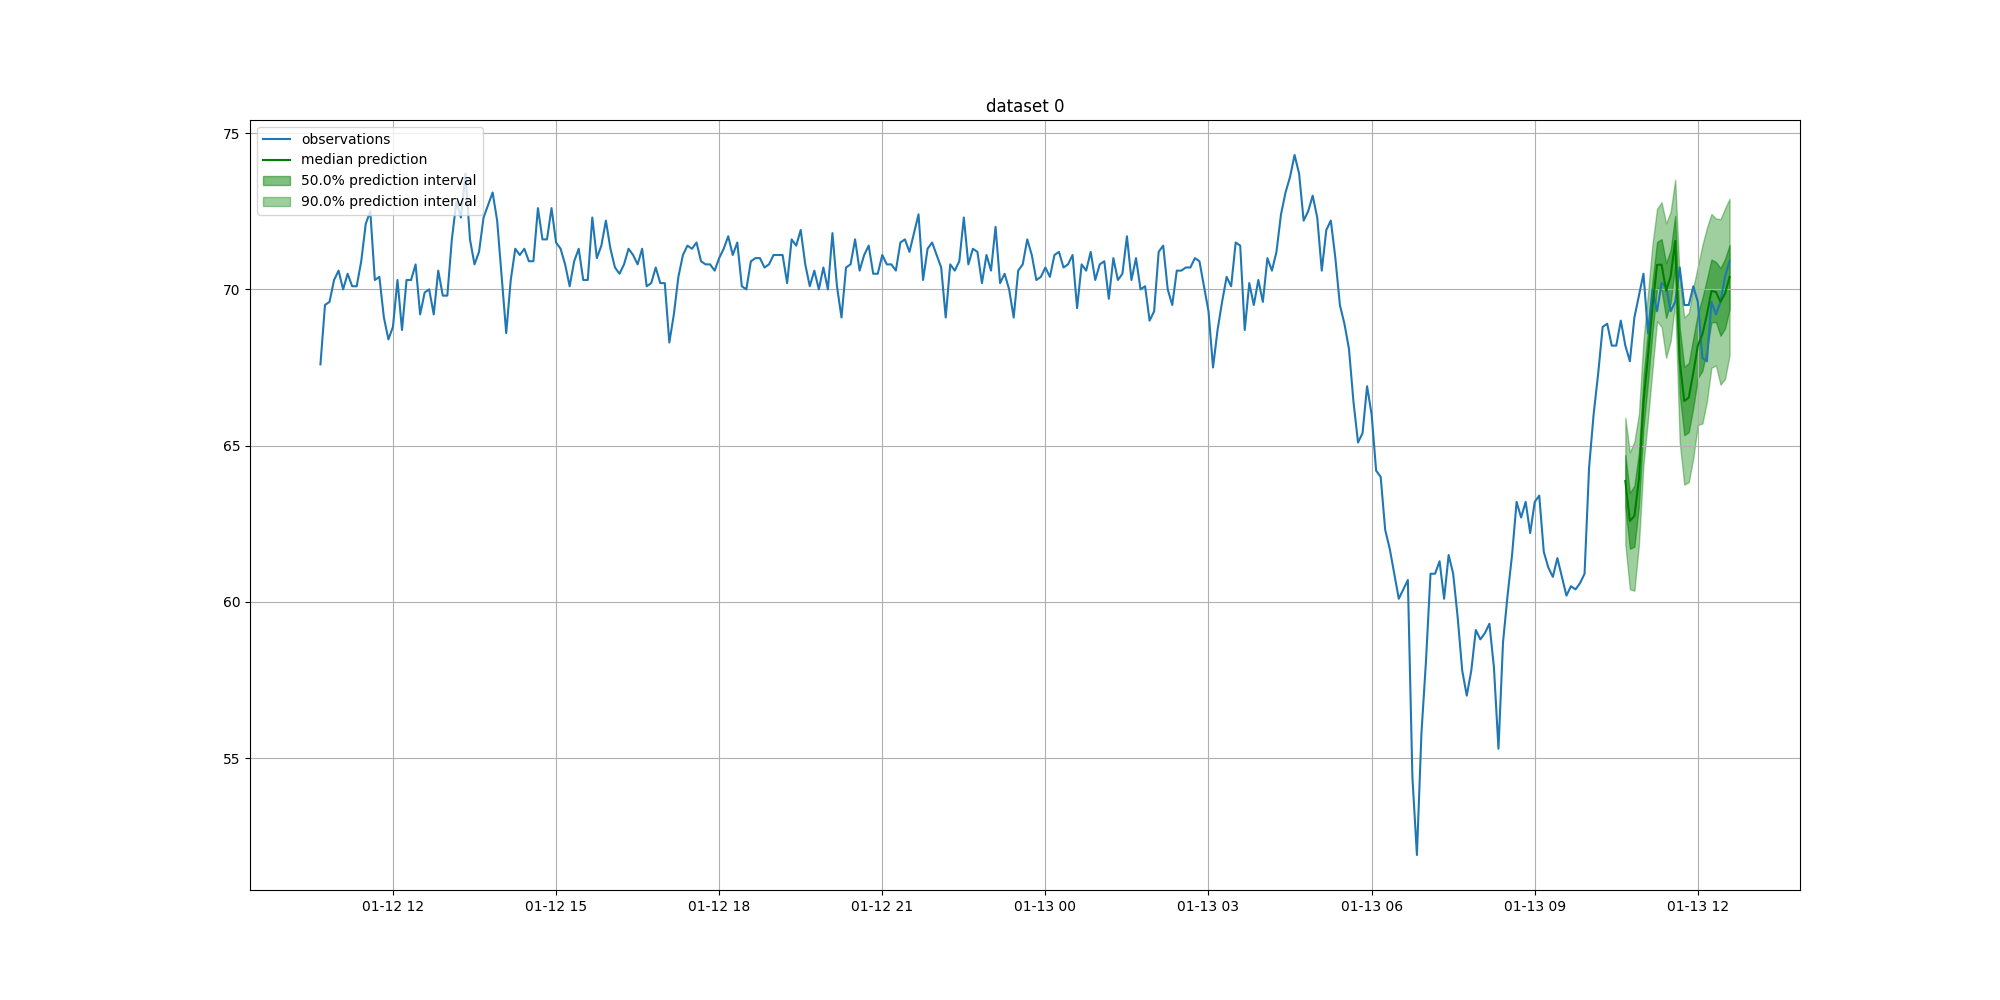 dataset 0
observations
median prediction
50.0% prediction interval
90.0% prediction interval
75
70
65
60
55
01-12 12
01-12 15
01-12 18
01-12 21
01-13 00
01-13 03
01-13 06
01-13 09
01-13 12